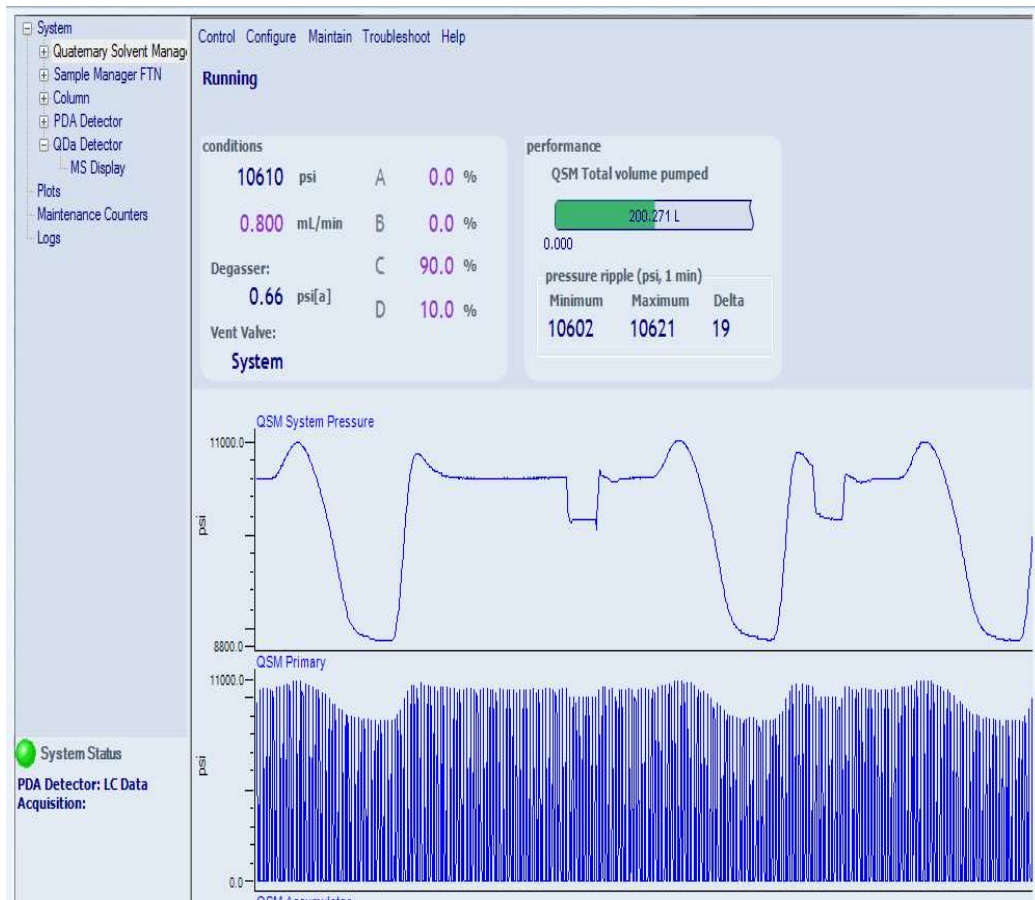 System
Quaternary Solvent Manag
Sample Manager FTN
Column
PDA Detector
QDa Detector
MS Display
Plots
Maintenance Counters
Logs
System Status
PDA Detector: LC Data
Acquisition:
Control Configure Maintain Troubleshoot Help
Running
conditions
10610 psi A 0.0 %
0.800 mL/min B 0.0 %
Degasser: C 90.0 %
0.66 psi[a] D 10.0 %
Vent Valve:
System
performance
QSM Total volume pumped
200.271 L
0.000
pressure ripple (psi, 1 min)
Minimum Maximum Delta
10602 10621 19
QSM System Pressure
11000.0
psi
8800.0
QSM Primary
11000.0
psi
0.0
QSM Accumulator